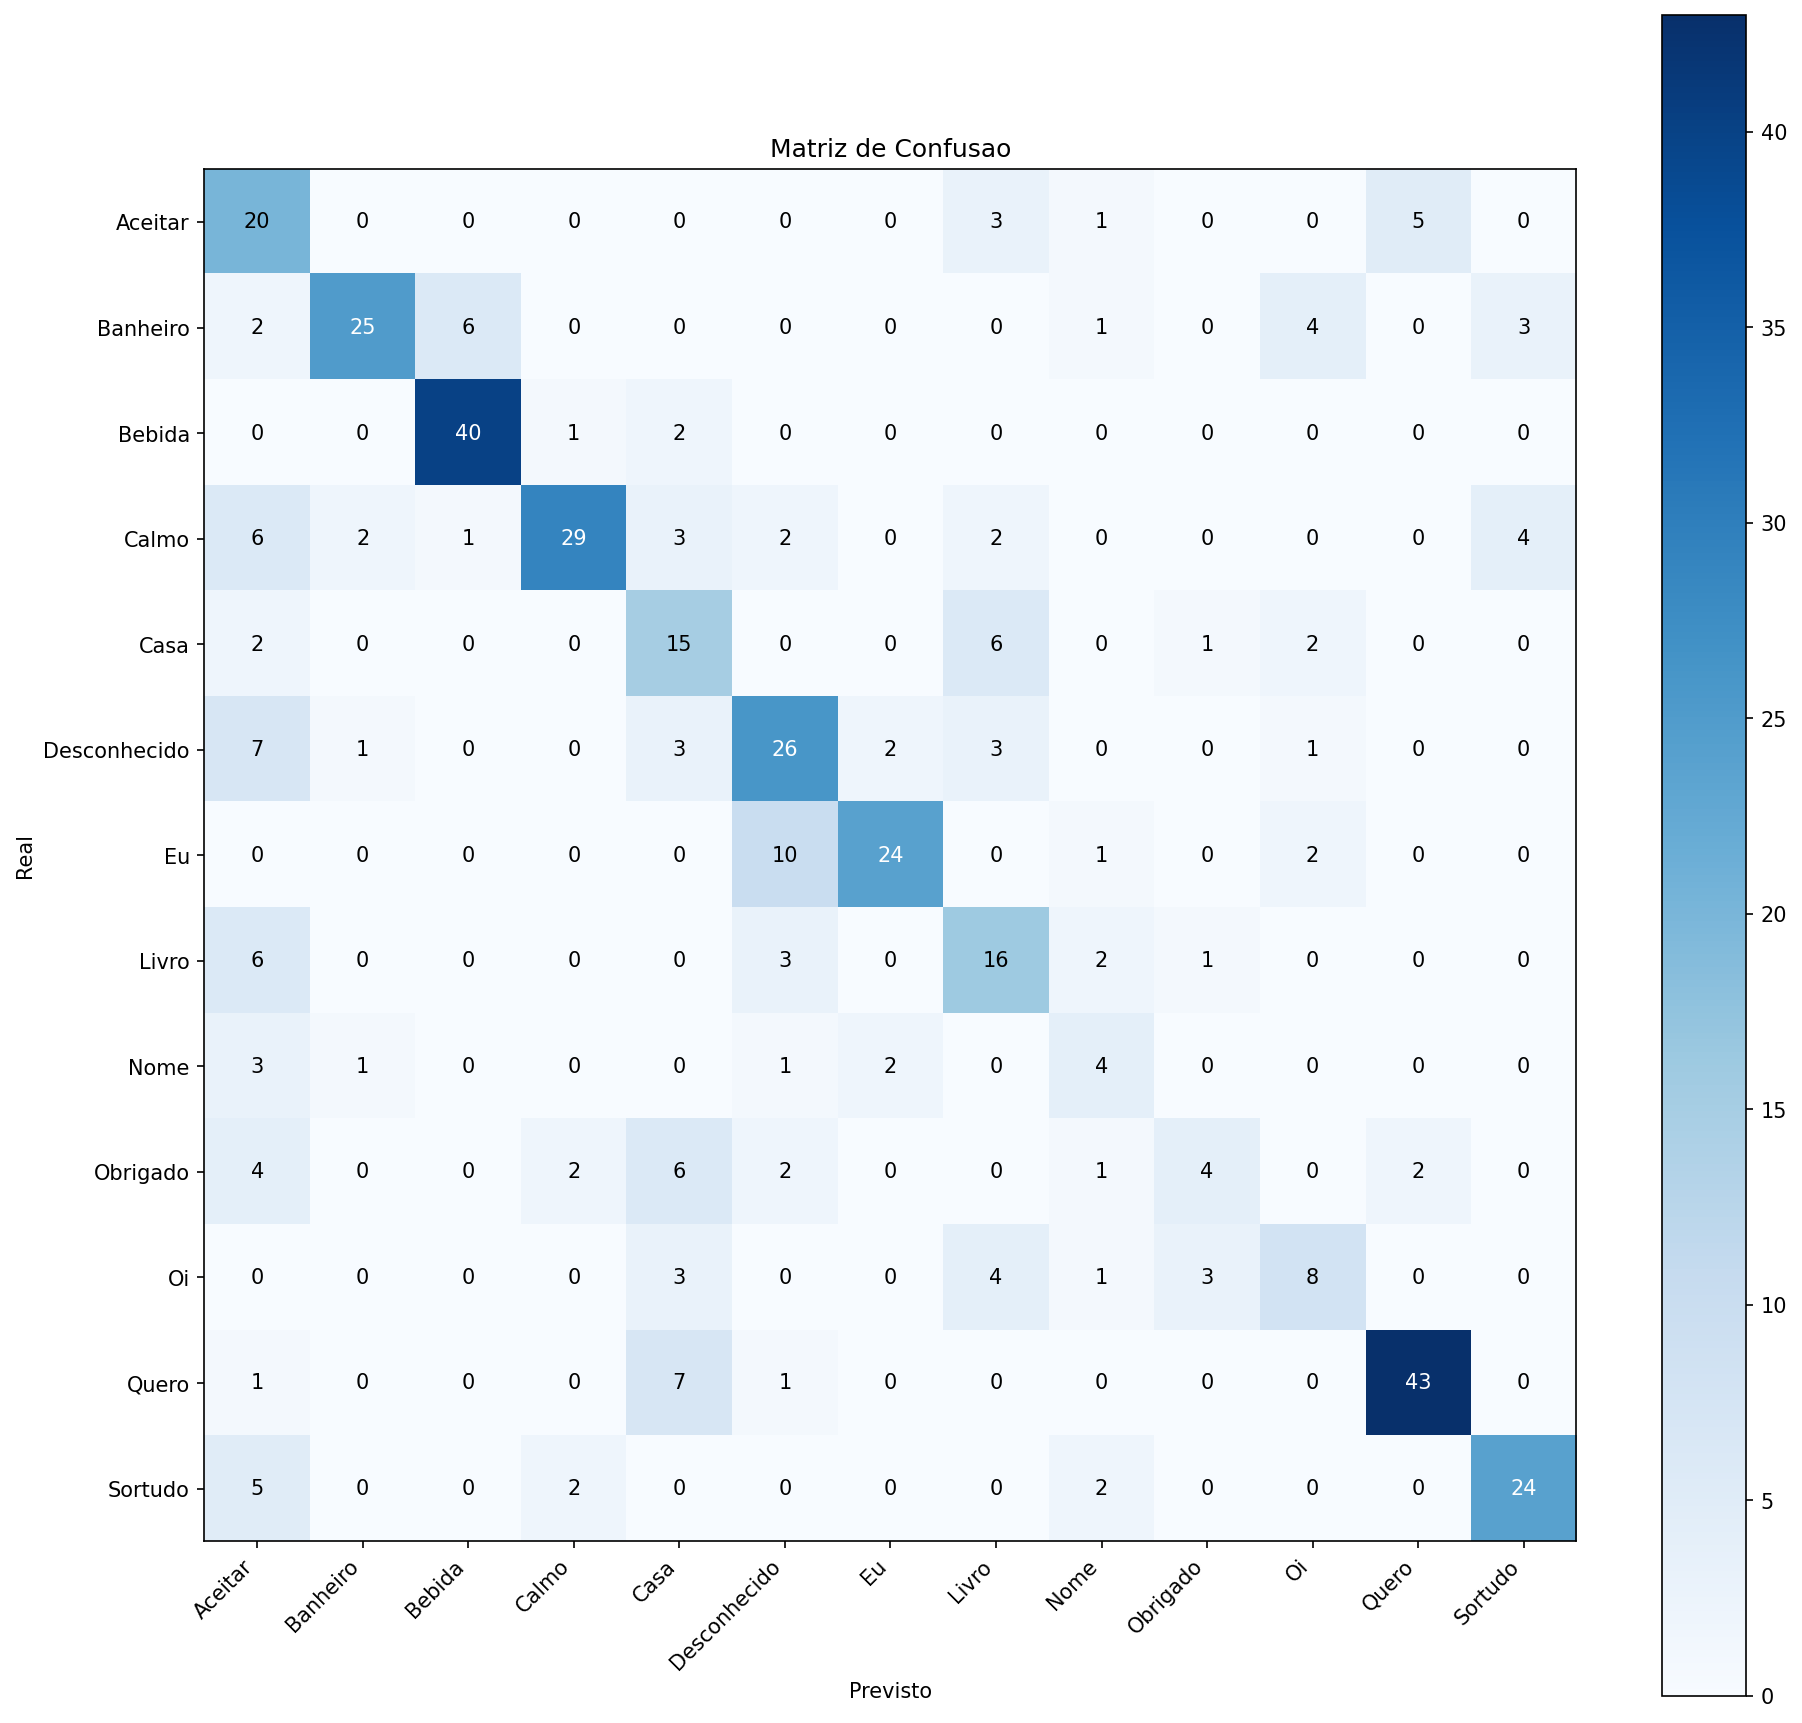 Matriz de Confusao
Real
Aceitar 20 0 0 0 0 0 0 3 1 0 0 5 0
Banheiro 2 25 6 0 0 0 0 0 1 0 4 0 3
Bebida 0 0 40 1 2 0 0 0 0 0 0 0 0
Calmo 6 2 1 29 3 2 0 2 0 0 0 0 4
Casa 2 0 0 0 15 0 0 6 0 1 2 0 0
Desconhecido 7 1 0 0 3 26 2 3 0 0 1 0 0
Eu 0 0 0 0 0 10 24 0 1 0 2 0 0
Livro 6 0 0 0 0 3 0 16 2 1 0 0 0
Nome 3 1 0 0 0 1 2 0 4 0 0 0 0
Obrigado 4 0 0 2 6 2 0 0 1 4 0 2 0
Oi 0 0 0 0 3 0 0 4 1 3 8 0 0
Quero 1 0 0 0 7 1 0 0 0 0 0 43 0
Sortudo 5 0 0 2 0 0 0 0 2 0 0 0 24
Aceitar Banheiro Bebida Calmo Casa Desconhecido Eu Livro Nome Obrigado Oi Quero Sortudo
Previsto
40
35
30
25
20
15
10
5
0